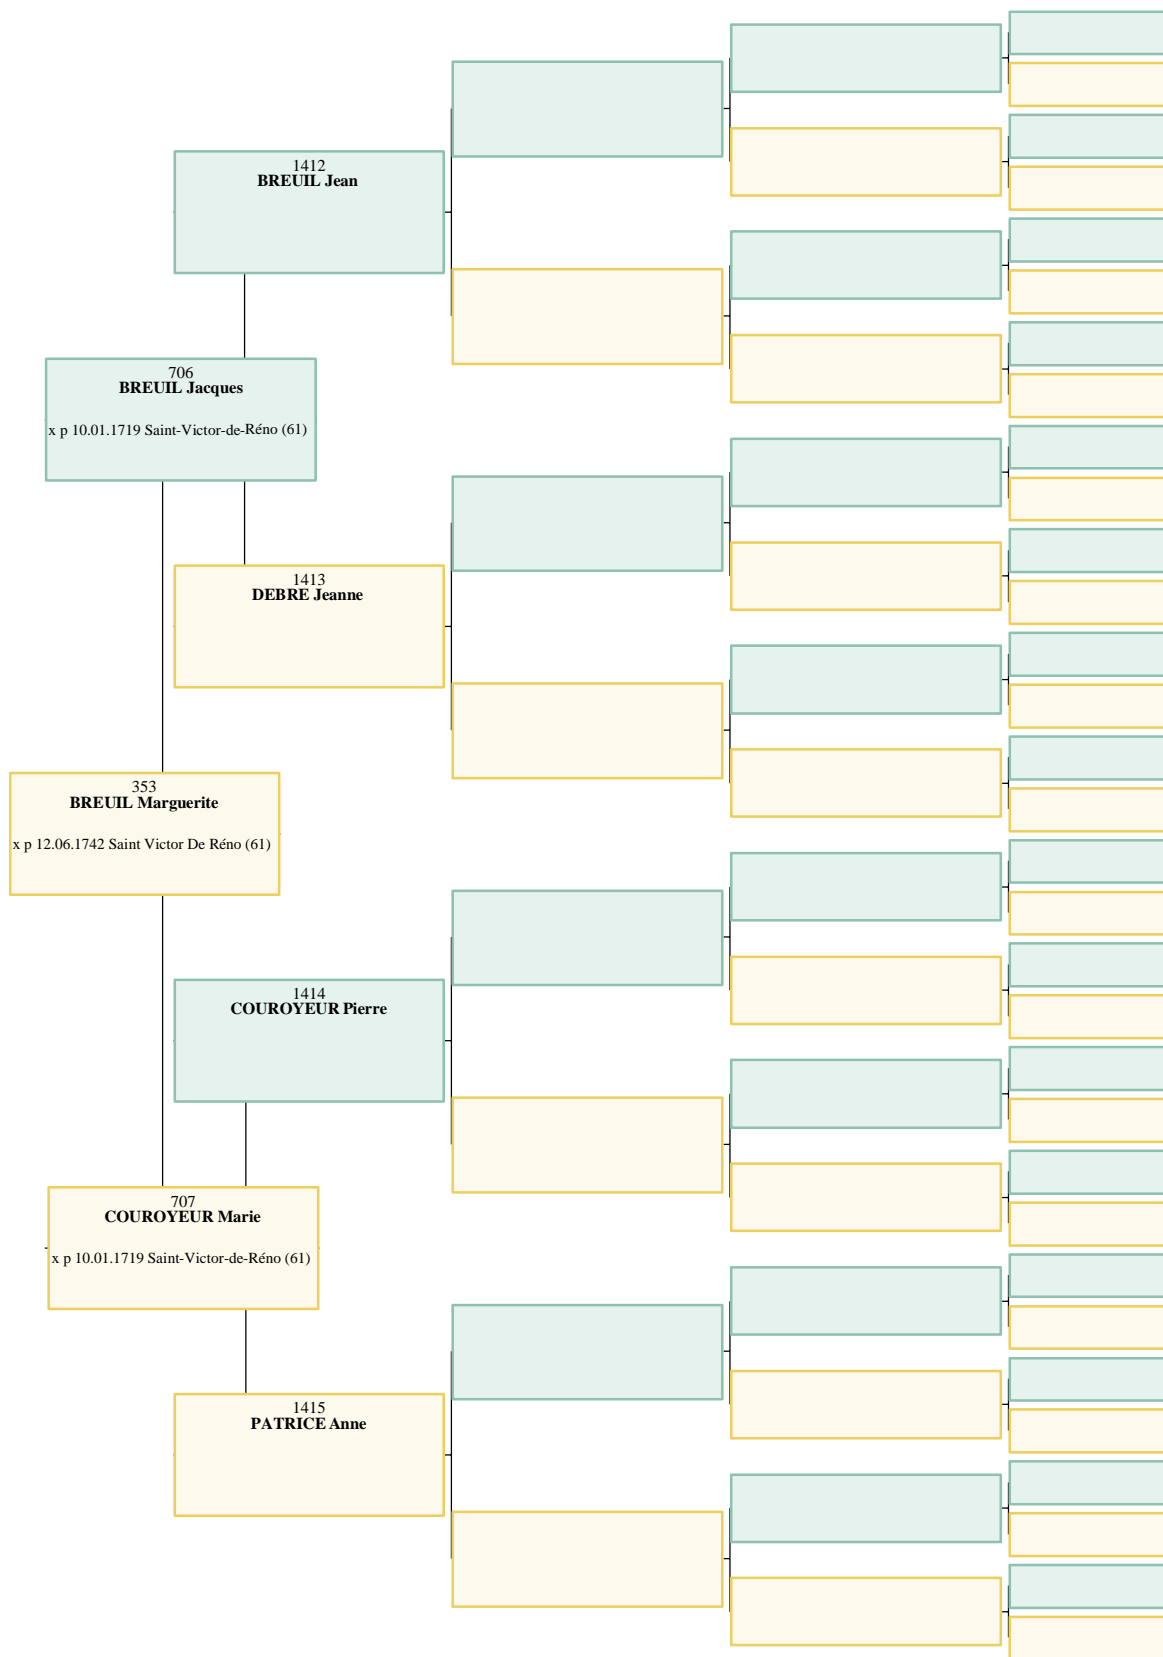 1412
BREUIL Jean
706
BREUIL Jacques
x p 10.01.1719 Saint-Victor-de-Réno (61)
1413
DEBRE Jeanne
353
BREUIL Marguerite
x p 12.06.1742 Saint Victor De Réno (61)
1414
COUROYEUR Pierre
707
COUROYEUR Marie
x p 10.01.1719 Saint-Victor-de-Réno (61)
1415
PATRICE Anne